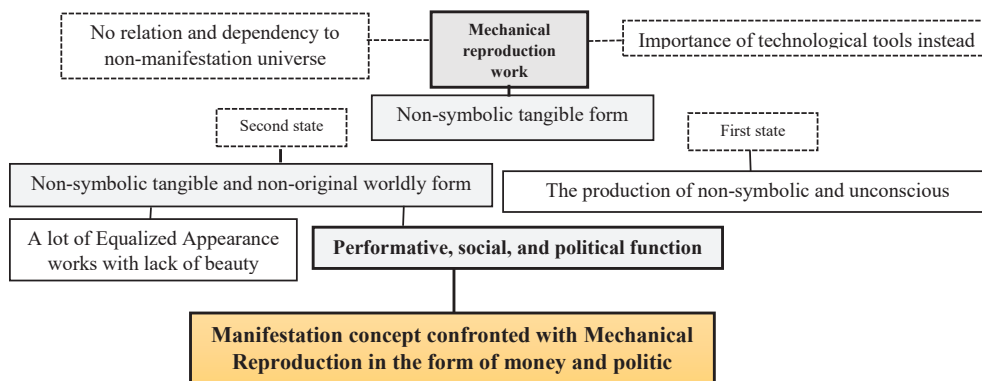 No relation and dependency to
non-manifestation universe
Mechanical
reproduction
work
Importance of technological tools instead
Non-symbolic tangible form
Second state
First state
Non-symbolic tangible and non-original worldly form
The production of non-symbolic and unconscious
A lot of Equalized Appearance
works with lack of beauty
Performative, social, and political function
Manifestation concept confronted with Mechanical
Reproduction in the form of money and politic